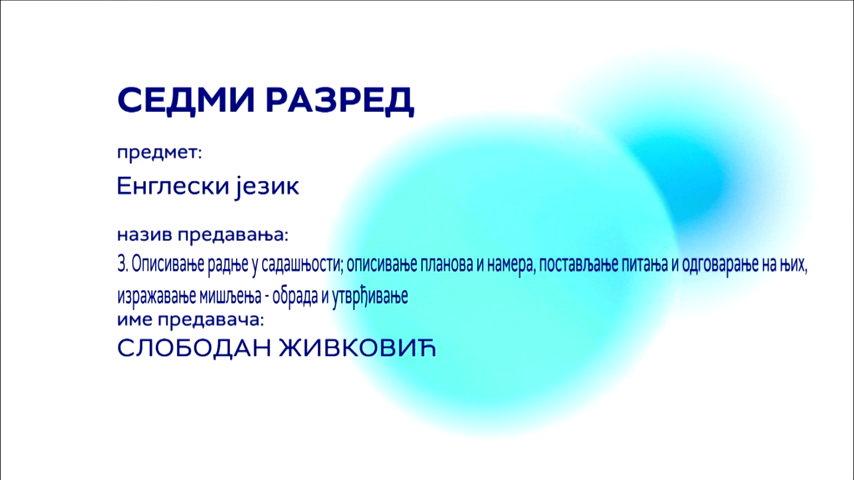 СЕДМИ РАЗРЕД
предмет:
Енглески језик
назив предавања:
3. Описивање радње у садашњости; описивање планова и намера, постављање питања и одговарање на њих,
изражавање мишљења - обрада и утврђивање
име предавача:
СЛОБОДАН ЖИВКОВИЋ